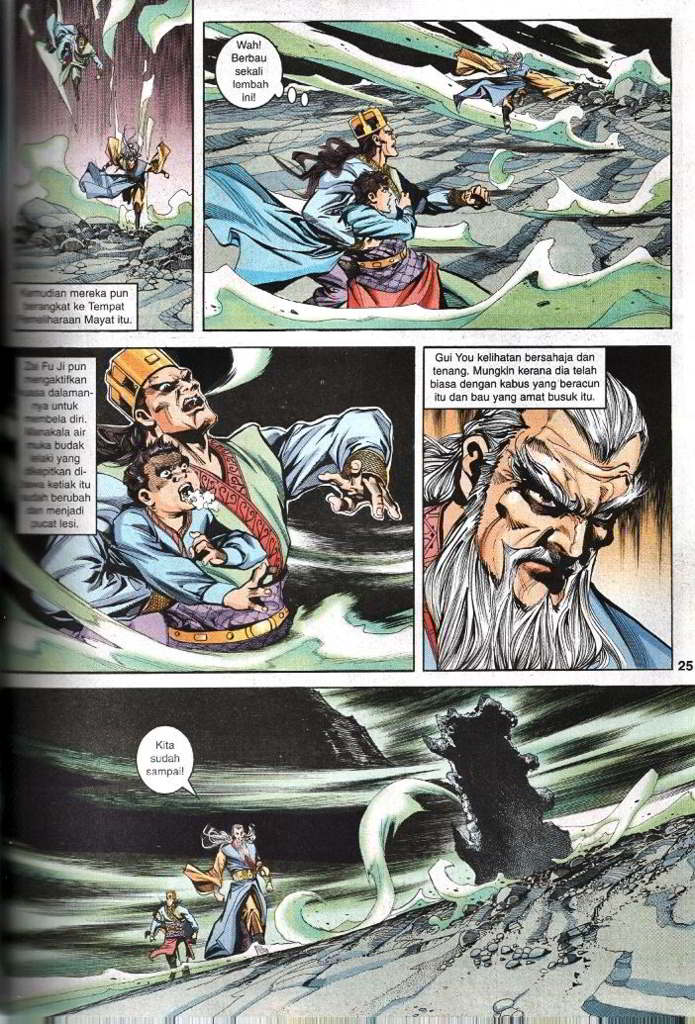 Kemudian mereka pun
berangkat ke Tempat
Pemeliharaan Mayat itu.
Wah!
Berbau
sekali
lembah
ini!
Zai Fu Ji pun
mengaktifkan
kuasa dalaman-
nya untuk
membela diri.
Manakala air
muka budak
lelaki yang
dikepitkan di-
bawa ketiak itu
sudah berubah
dan menjadi
pucat lesi.
Gui You kelihatan bersahaja dan
tenang. Mungkin kerana dia telah
biasa dengan kabus yang beracun
itu dan bau yang amat busuk itu.
25
Kita
sudah
sampai!